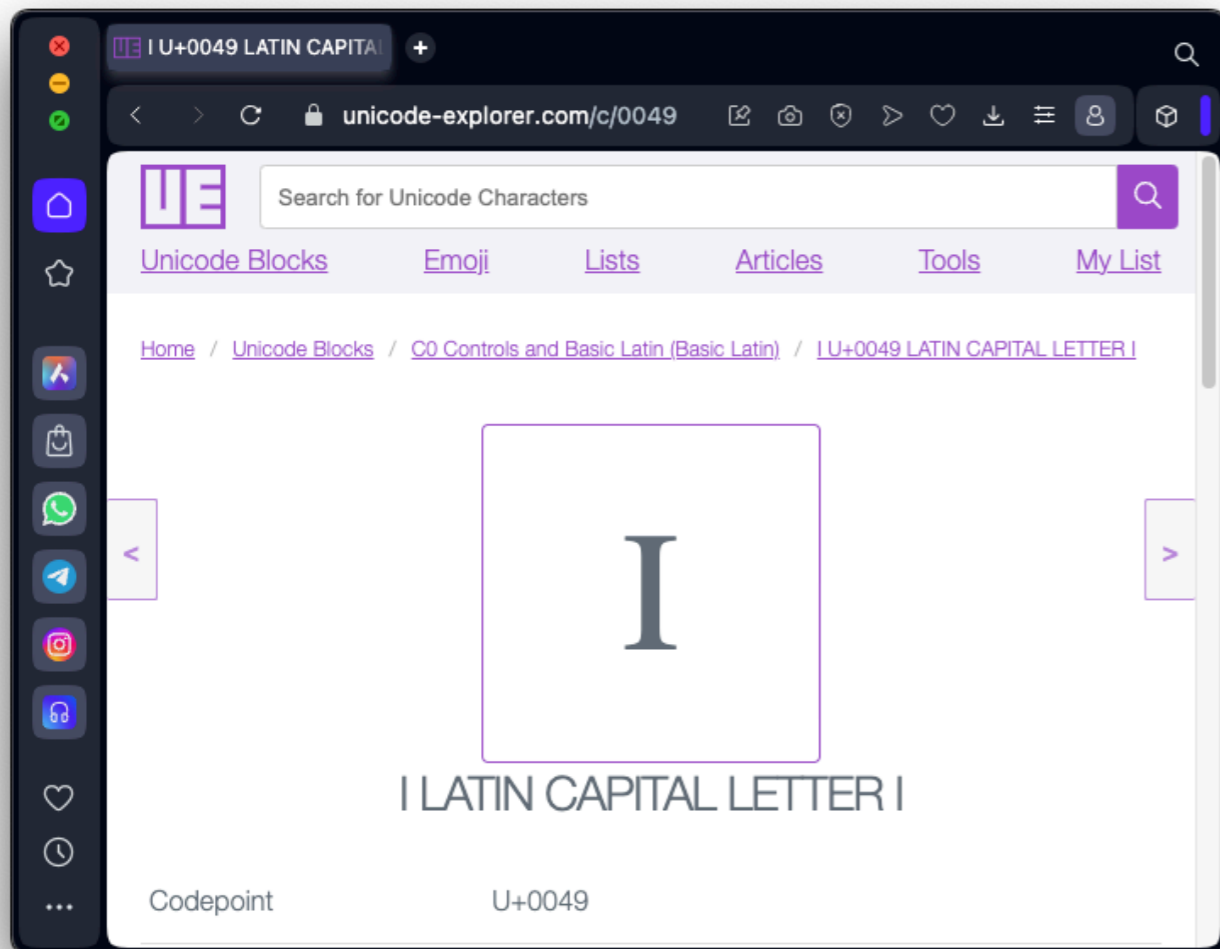 I U+0049 LATIN CAPITAL
unicode-explorer.com/c/0049
UE
Search for Unicode Characters
Unicode Blocks Emoji Lists Articles Tools My List
Home / Unicode Blocks / C0 Controls and Basic Latin (Basic Latin) / I U+0049 LATIN CAPITAL LETTER I
< I >
I LATIN CAPITAL LETTER I
Codepoint U+0049